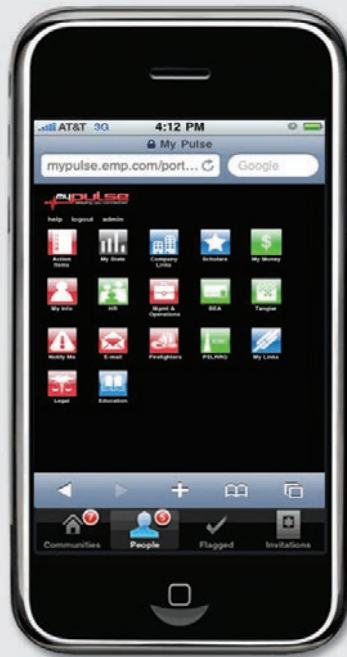 AT&T 3G 4:12 PM
My Pulse
mypulse.emp.com/port... Google
mypulse
help logout admin
Action Items
My Stats
Company Links
Scholars
My Money
My Info
HR
Mgmt & Operations
Tangier
Notify Me
E-mail
Firefighters
My Links
Legal
Education
7
5
Communities People Flagged Invitations